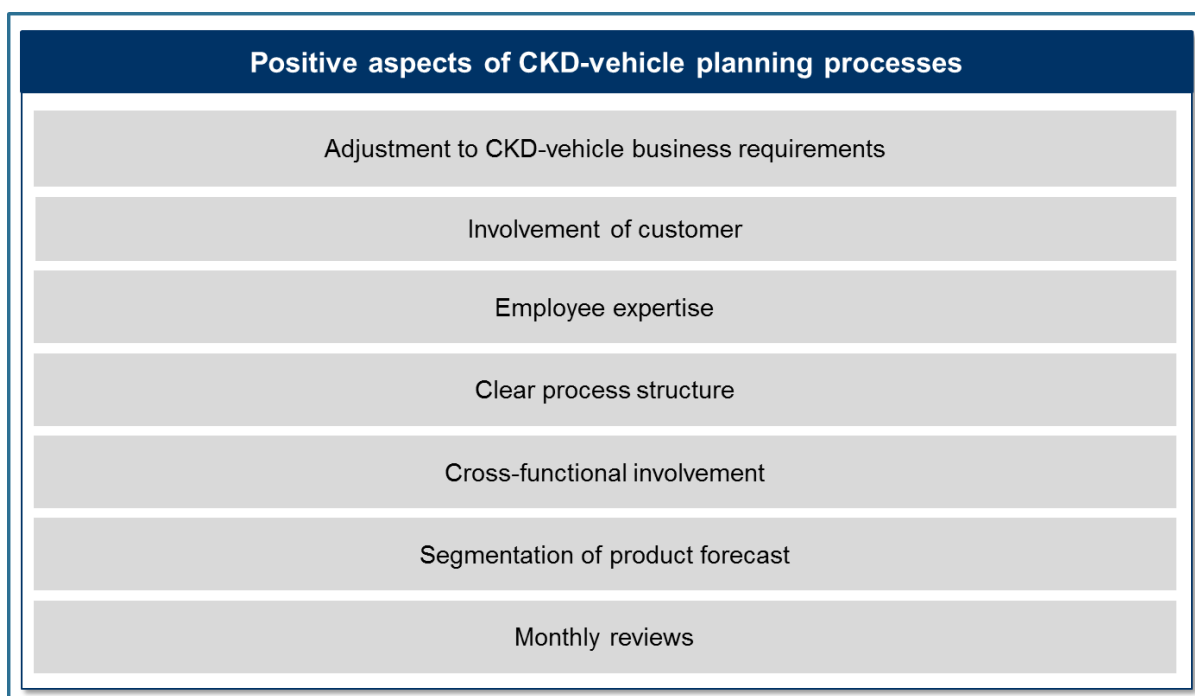 Positive aspects of CKD-vehicle planning processes
Adjustment to CKD-vehicle business requirements
Involvement of customer
Employee expertise
Clear process structure
Cross-functional involvement
Segmentation of product forecast
Monthly reviews